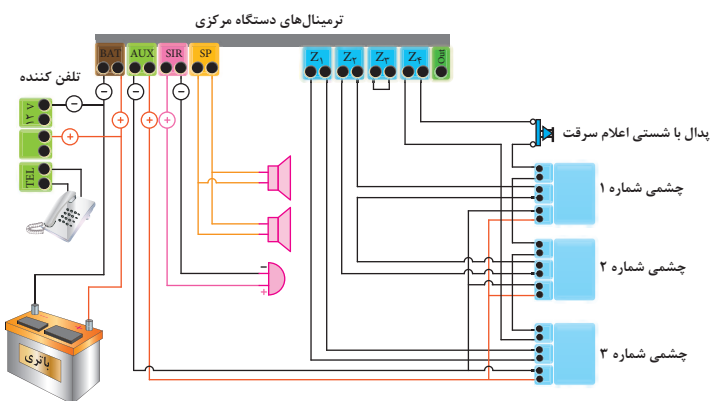 ترمینال‌های دستگاه مرکزی
BAT AUX SIR SP Z۱ Z۲ Z۳ Z۴ Out
تلفن کننده
۱۲ V
TEL
− − + + − + − +
پدال با شستی اعلام سرقت
چشمی شماره ۱
چشمی شماره ۲
− +
چشمی شماره ۳
− +
باتری